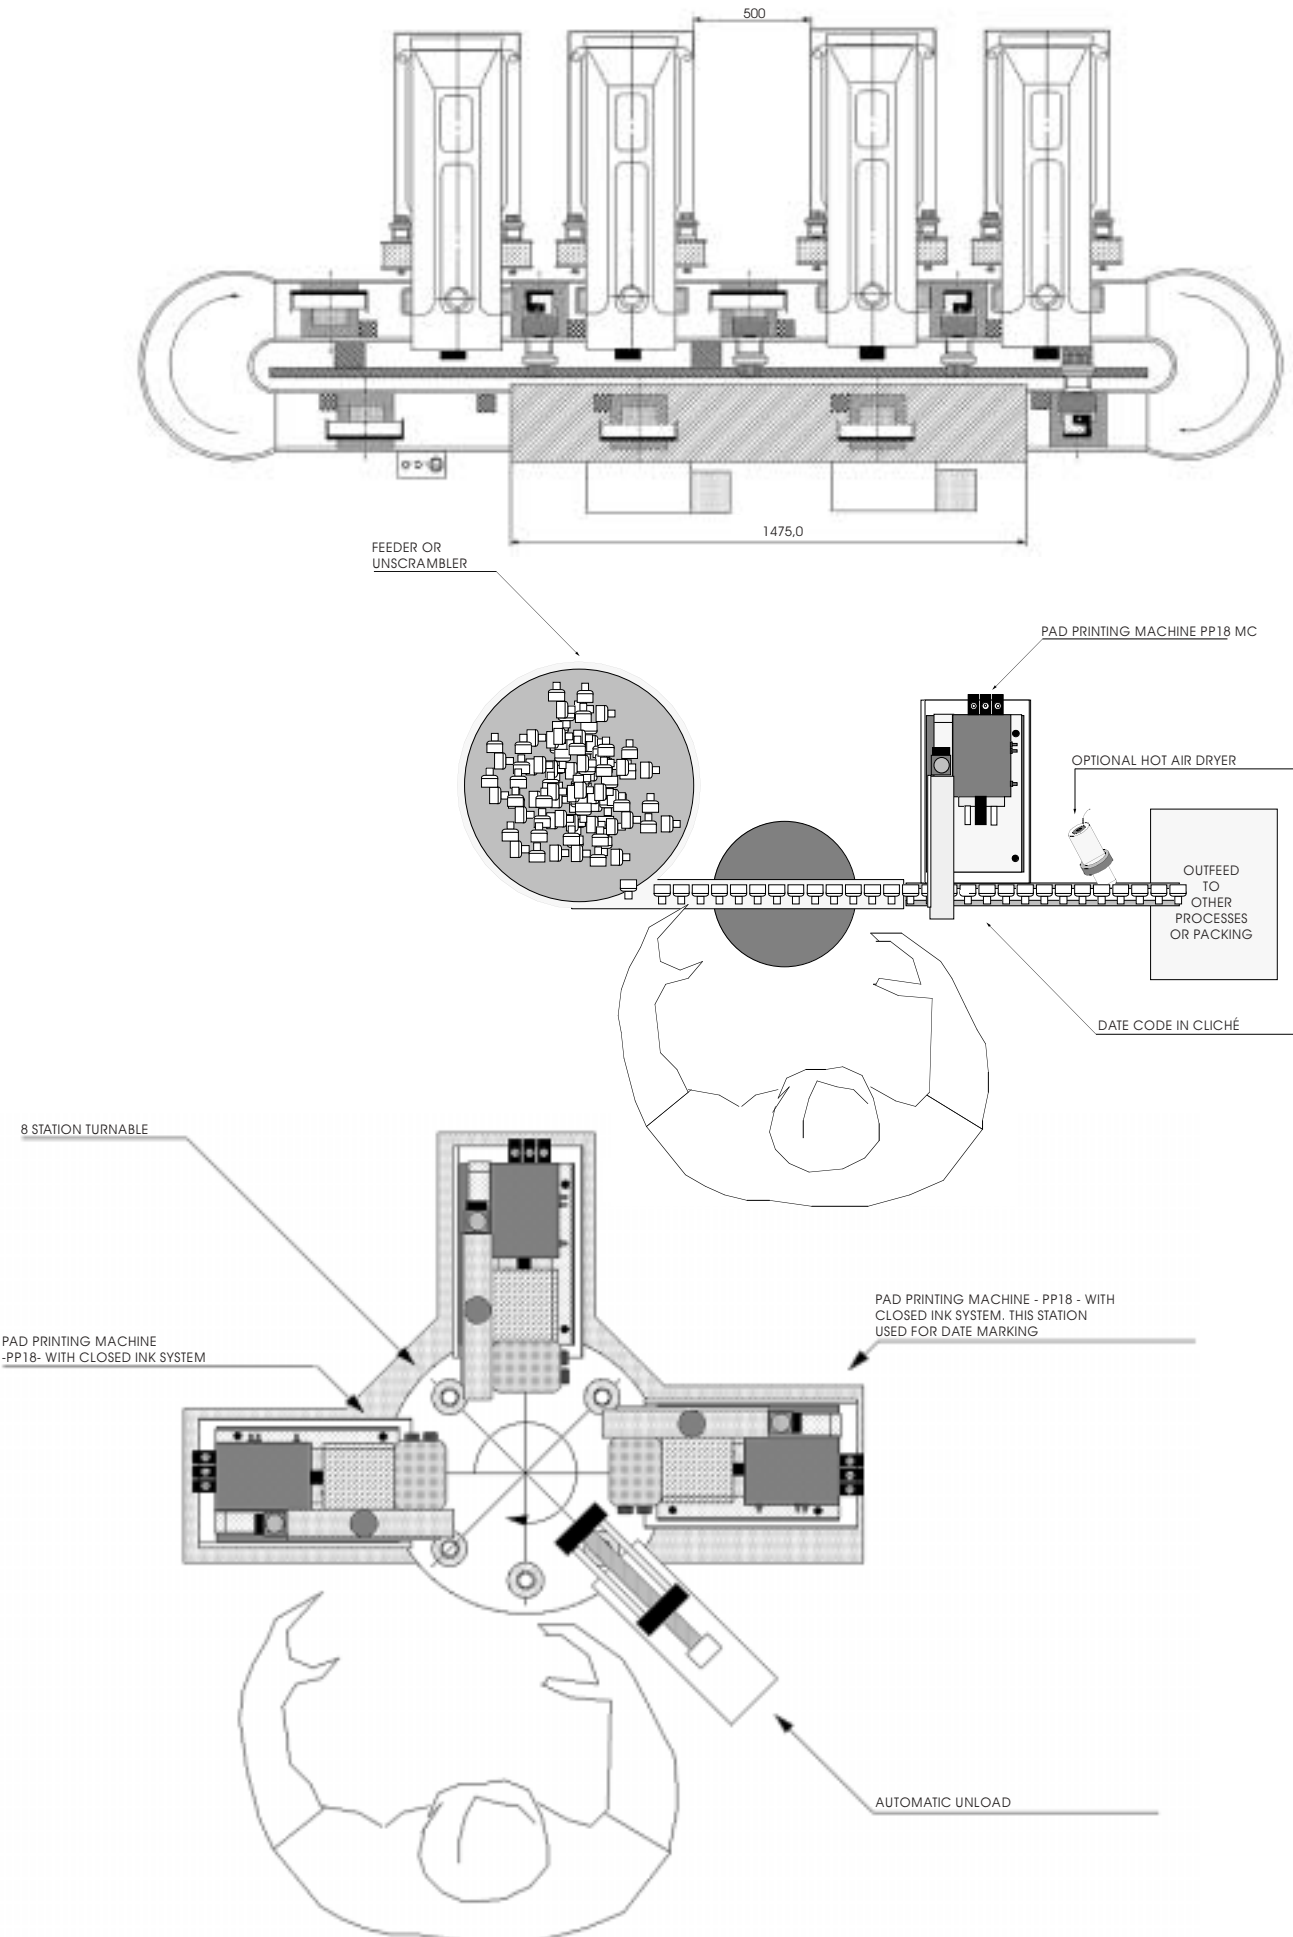 500
1475,0
FEEDER OR
UNSCRAMBLER
PAD PRINTING MACHINE PP18 MC
OPTIONAL HOT AIR DRYER
OUTFEED
TO
OTHER
PROCESSES
OR PACKING
DATE CODE IN CLICHÉ
8 STATION TURNABLE
PAD PRINTING MACHINE - PP18 - WITH
CLOSED INK SYSTEM. THIS STATION
USED FOR DATE MARKING
PAD PRINTING MACHINE
-PP18- WITH CLOSED INK SYSTEM
AUTOMATIC UNLOAD